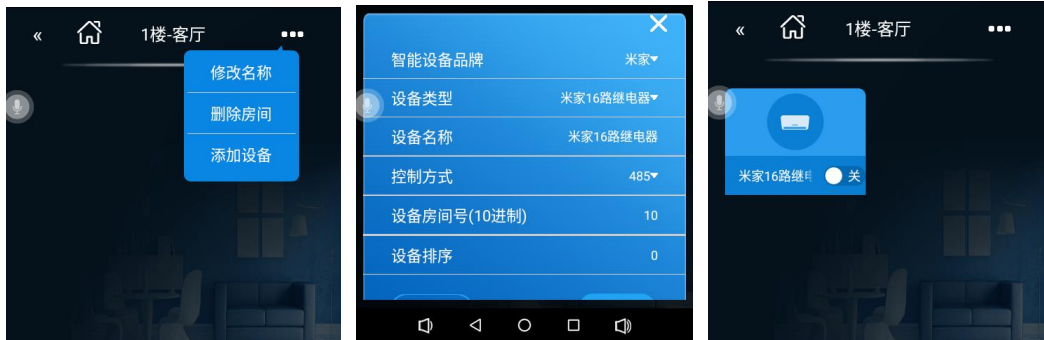 « 1楼-客厅
修改名称
删除房间
添加设备
智能设备品牌 米家
设备类型 米家16路继电器
设备名称 米家16路继电器
控制方式 485
设备房间号(10进制) 10
设备排序 0
« 1楼-客厅
米家16路继 关